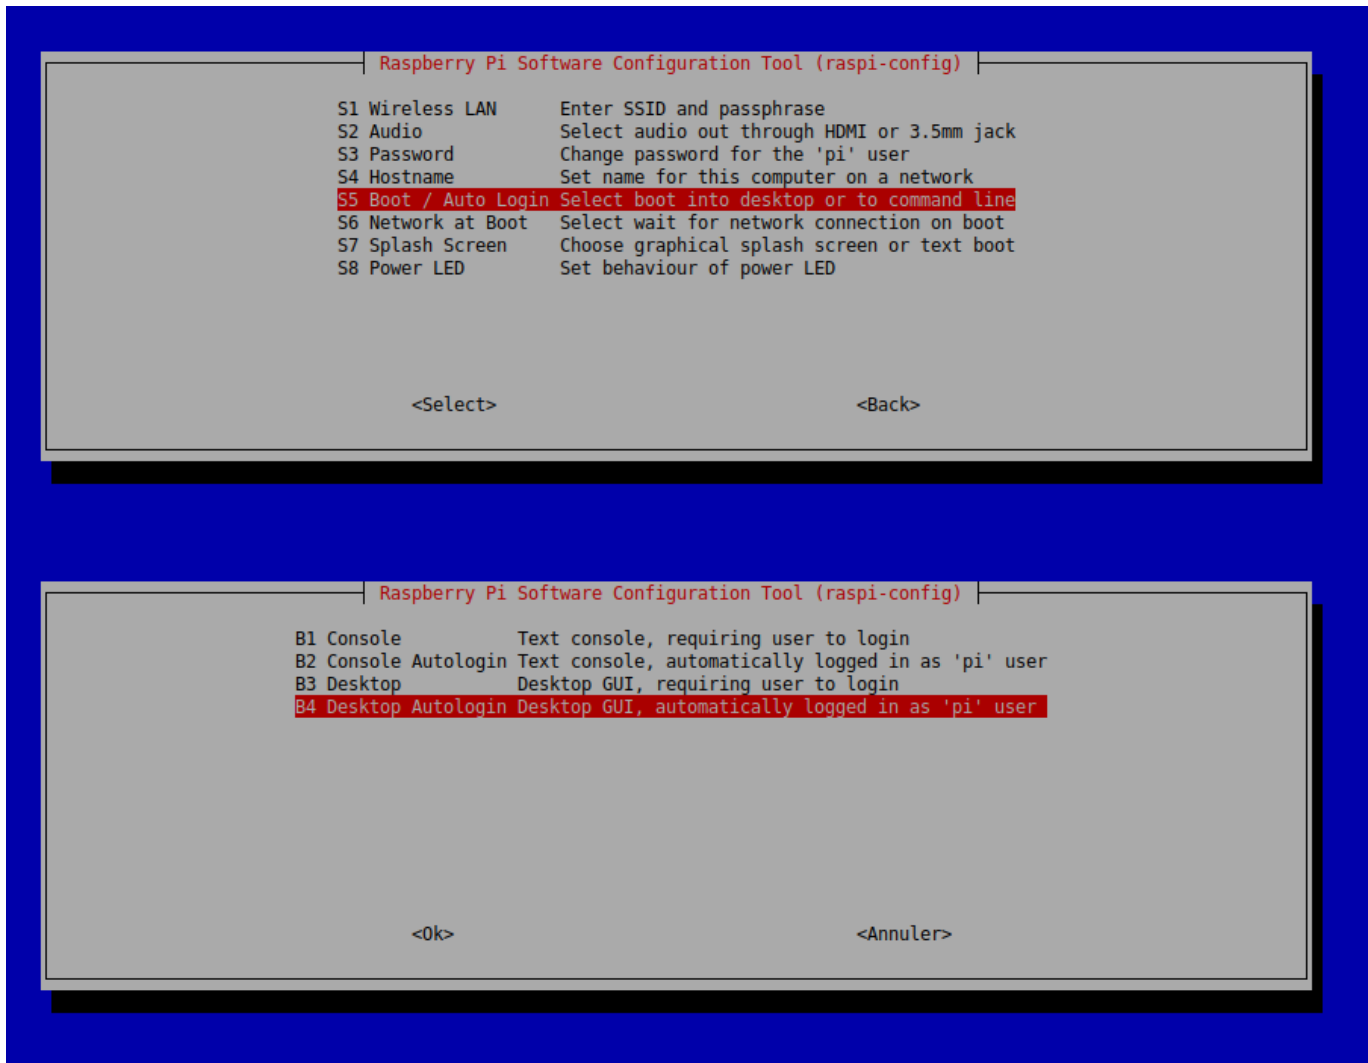 Raspberry Pi Software Configuration Tool (raspi-config)
S1 Wireless LAN Enter SSID and passphrase
S2 Audio Select audio out through HDMI or 3.5mm jack
S3 Password Change password for the 'pi' user
S4 Hostname Set name for this computer on a network
S5 Boot / Auto Login Select boot into desktop or to command line
S6 Network at Boot Select wait for network connection on boot
S7 Splash Screen Choose graphical splash screen or text boot
S8 Power LED Set behaviour of power LED
<Select> <Back>
Raspberry Pi Software Configuration Tool (raspi-config)
B1 Console Text console, requiring user to login
B2 Console Autologin Text console, automatically logged in as 'pi' user
B3 Desktop Desktop GUI, requiring user to login
B4 Desktop Autologin Desktop GUI, automatically logged in as 'pi' user
<Ok> <Annuler>